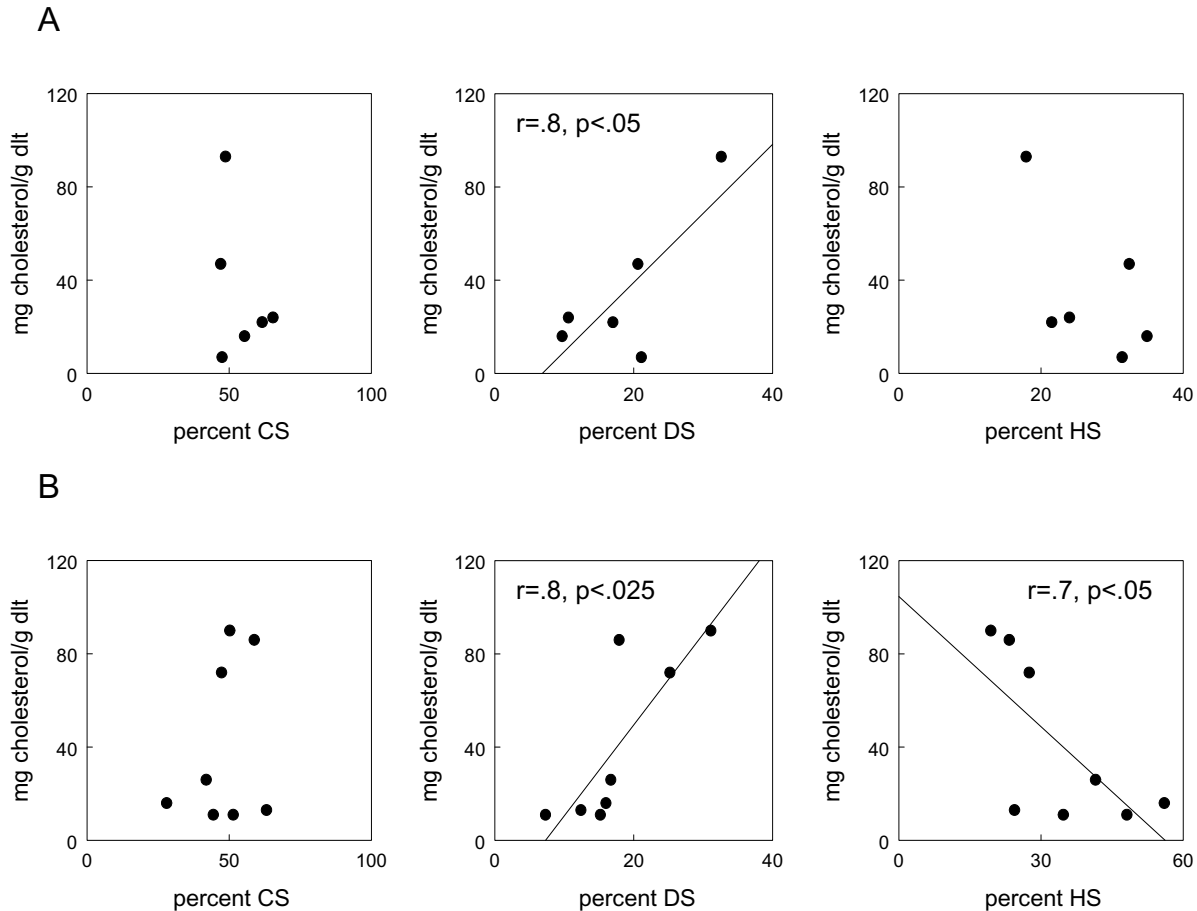 A
mg cholesterol/g dlt
120
80
40
0
0
50
100
percent CS
mg cholesterol/g dlt
120
80
40
0
r=.8, p<.05
0
20
40
percent DS
mg cholesterol/g dlt
120
80
40
0
0
20
40
percent HS
B
mg cholesterol/g dlt
120
80
40
0
0
50
100
percent CS
mg cholesterol/g dlt
120
80
40
0
r=.8, p<.025
0
20
40
percent DS
mg cholesterol/g dlt
120
80
40
0
r=.7, p<.05
0
30
60
percent HS